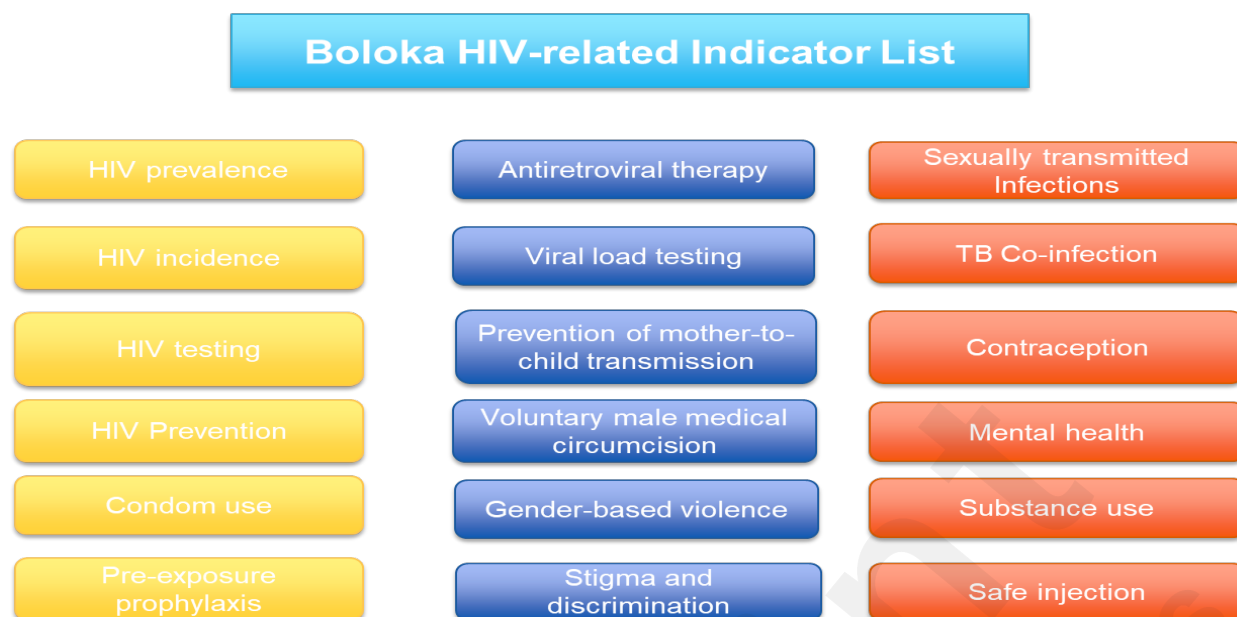 Boloka HIV-related Indicator List
HIV prevalence
HIV incidence
HIV testing
HIV Prevention
Condom use
Pre-exposure
prophylaxis
Antiretroviral therapy
Viral load testing
Prevention of mother-to-
child transmission
Voluntary male medical
circumcision
Gender-based violence
Stigma and
discrimination
Sexually transmitted
Infections
TB Co-infection
Contraception
Mental health
Substance use
Safe injection